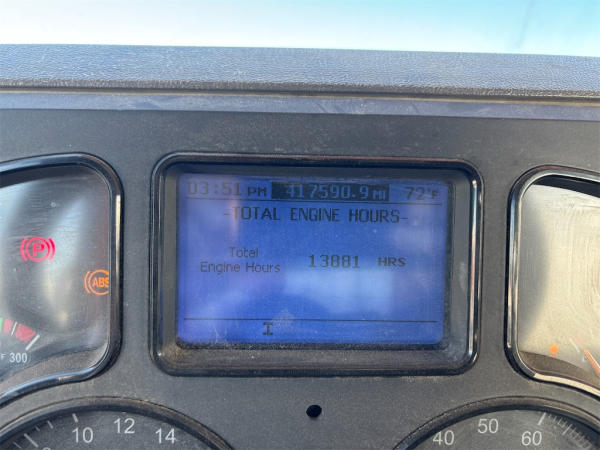 03:51 PM 417590.9 MI 72°F
-TOTAL ENGINE HOURS-
Total
Engine Hours 13881 HRS
P
ABS
300
10 12 14
40 50 60